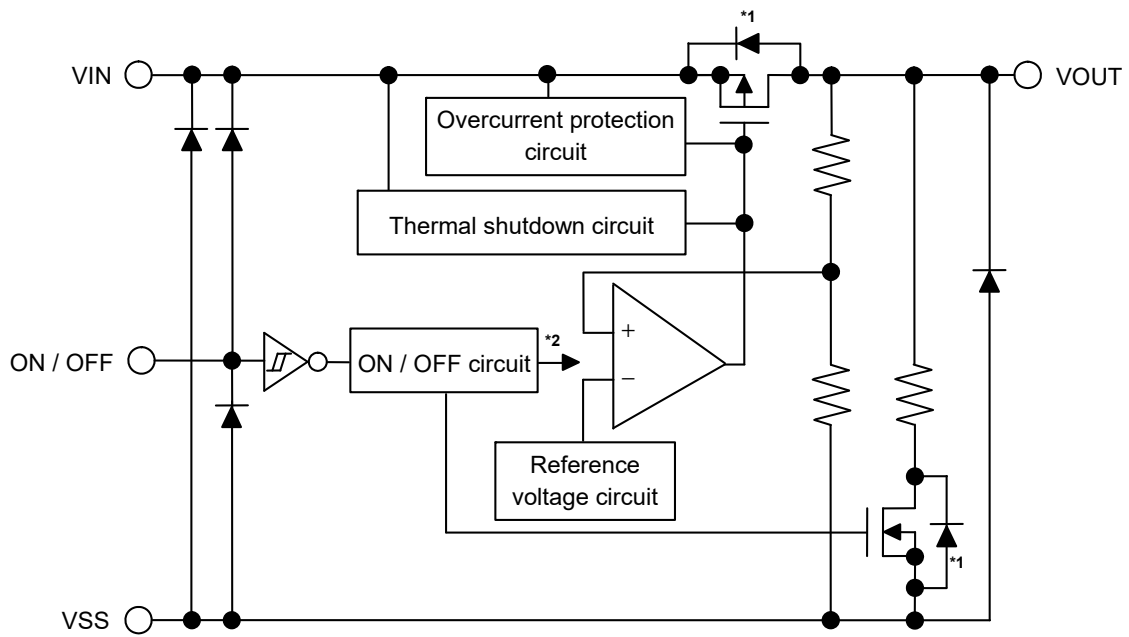 *1
VIN
VOUT
Overcurrent protection
circuit
Thermal shutdown circuit
+
ON / OFF
ON / OFF circuit
*2
−
Reference
voltage circuit
*1
VSS